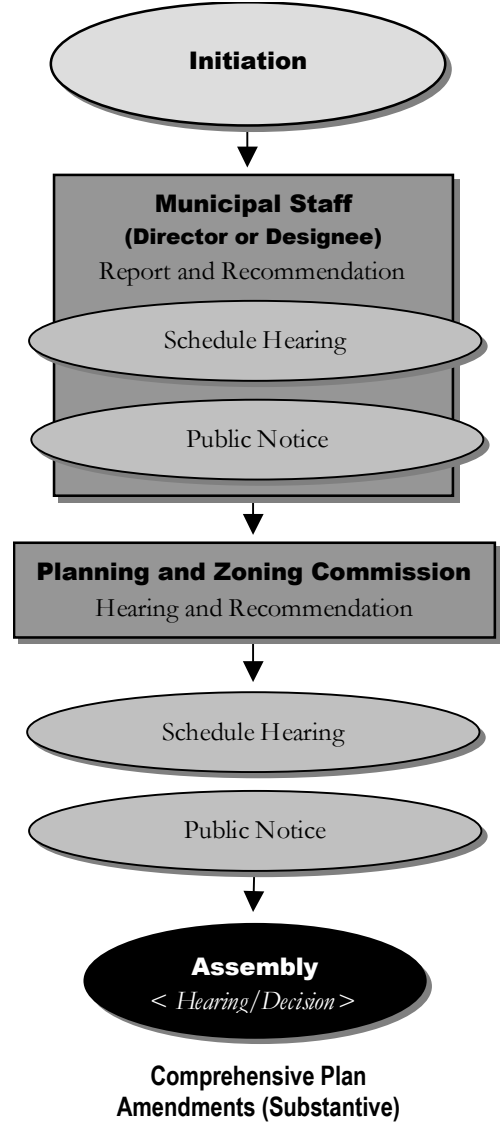 Initiation
Municipal Staff
(Director or Designee)
Report and Recommendation
Schedule Hearing
Public Notice
Planning and Zoning Commission
Hearing and Recommendation
Schedule Hearing
Public Notice
Assembly
< Hearing/Decision >
Comprehensive Plan
Amendments (Substantive)